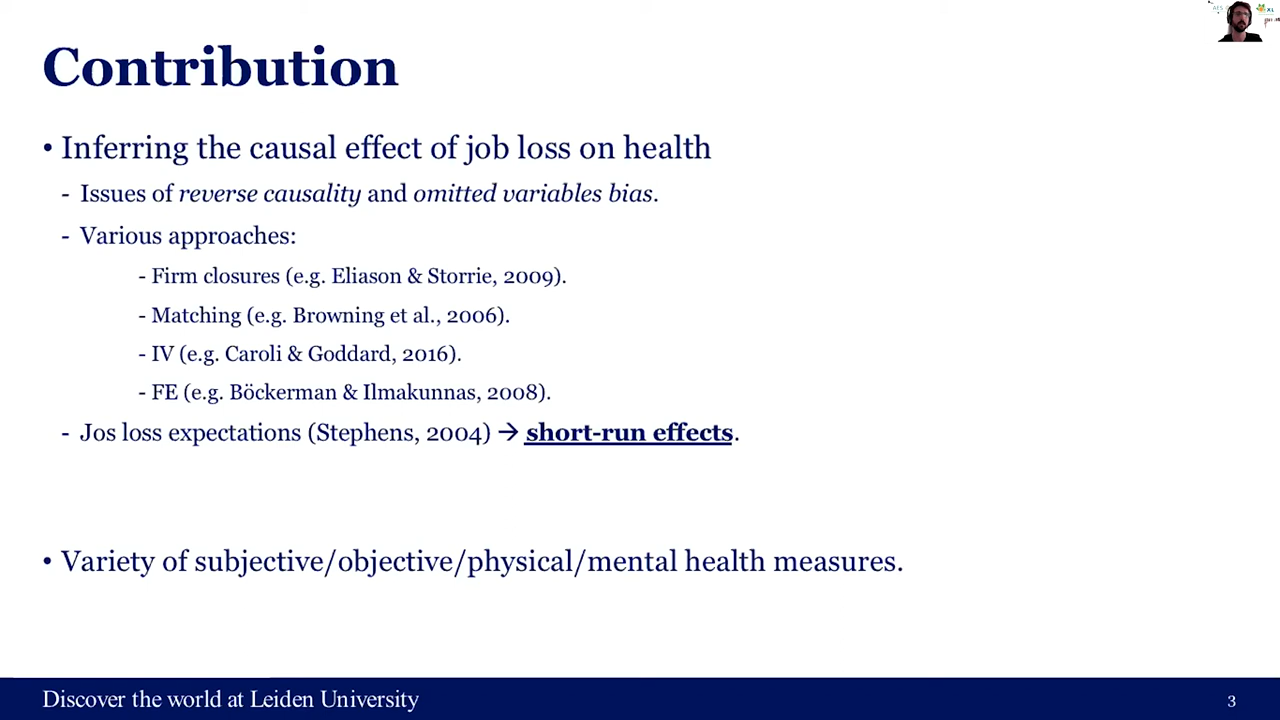 Contribution
• Inferring the causal effect of job loss on health
- Issues of reverse causality and omitted variables bias.
- Various approaches:
- Firm closures (e.g. Eliason & Storrie, 2009).
- Matching (e.g. Browning et al., 2006).
- IV (e.g. Caroli & Goddard, 2016).
- FE (e.g. Böckerman & Ilmakunnas, 2008).
- Jos loss expectations (Stephens, 2004) → short-run effects.
• Variety of subjective/objective/physical/mental health measures.
Discover the world at Leiden University
3